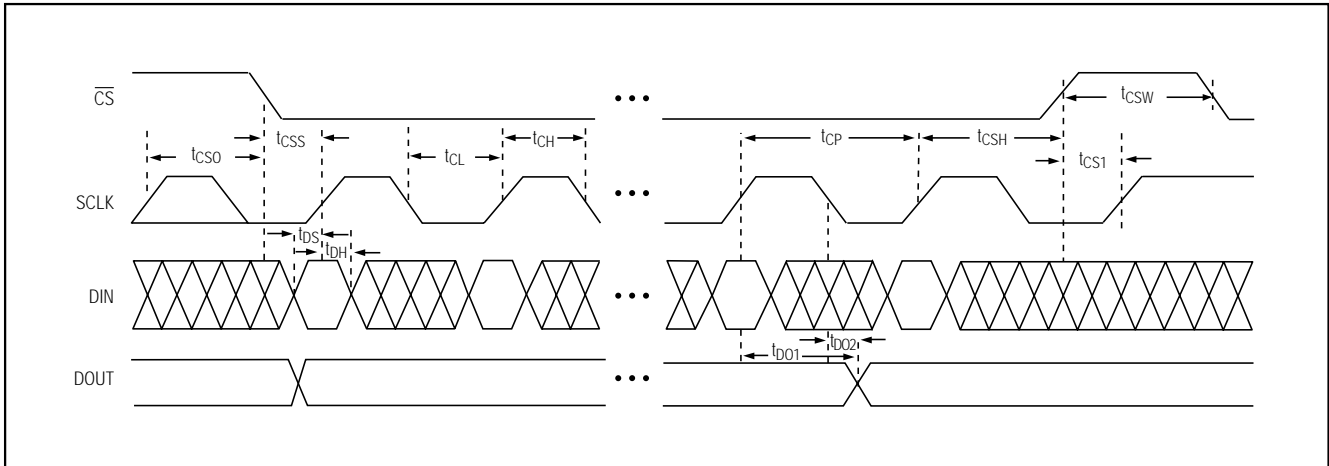 CS
tCSW
tCSS
tCP
tCSH
tCH
tCSO
tCL
tCS1
SCLK
tDS
tDH
DIN
tDO2
tDO1
DOUT